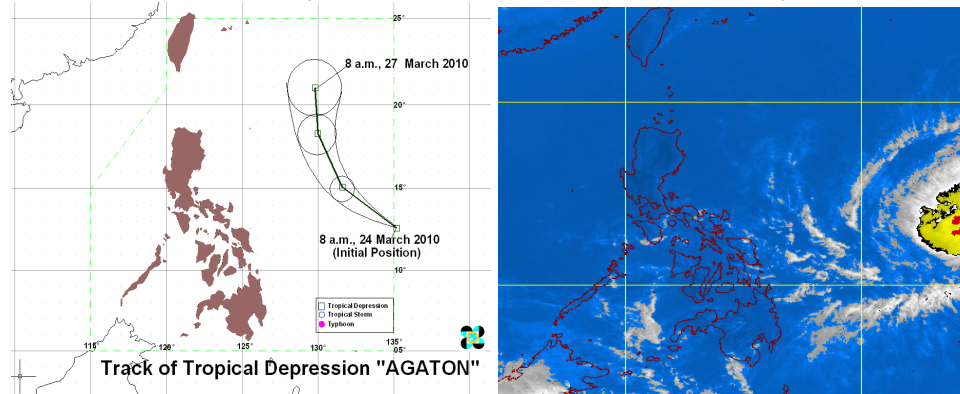 25°
8 a.m., 27 March 2010
20°
15°
8 a.m., 24 March 2010
(Initial Position)
10°
Tropical Depression
Tropical Storm
Typhoon
115° 120° 125° 130° 135° 05°
Track of Tropical Depression "AGATON"